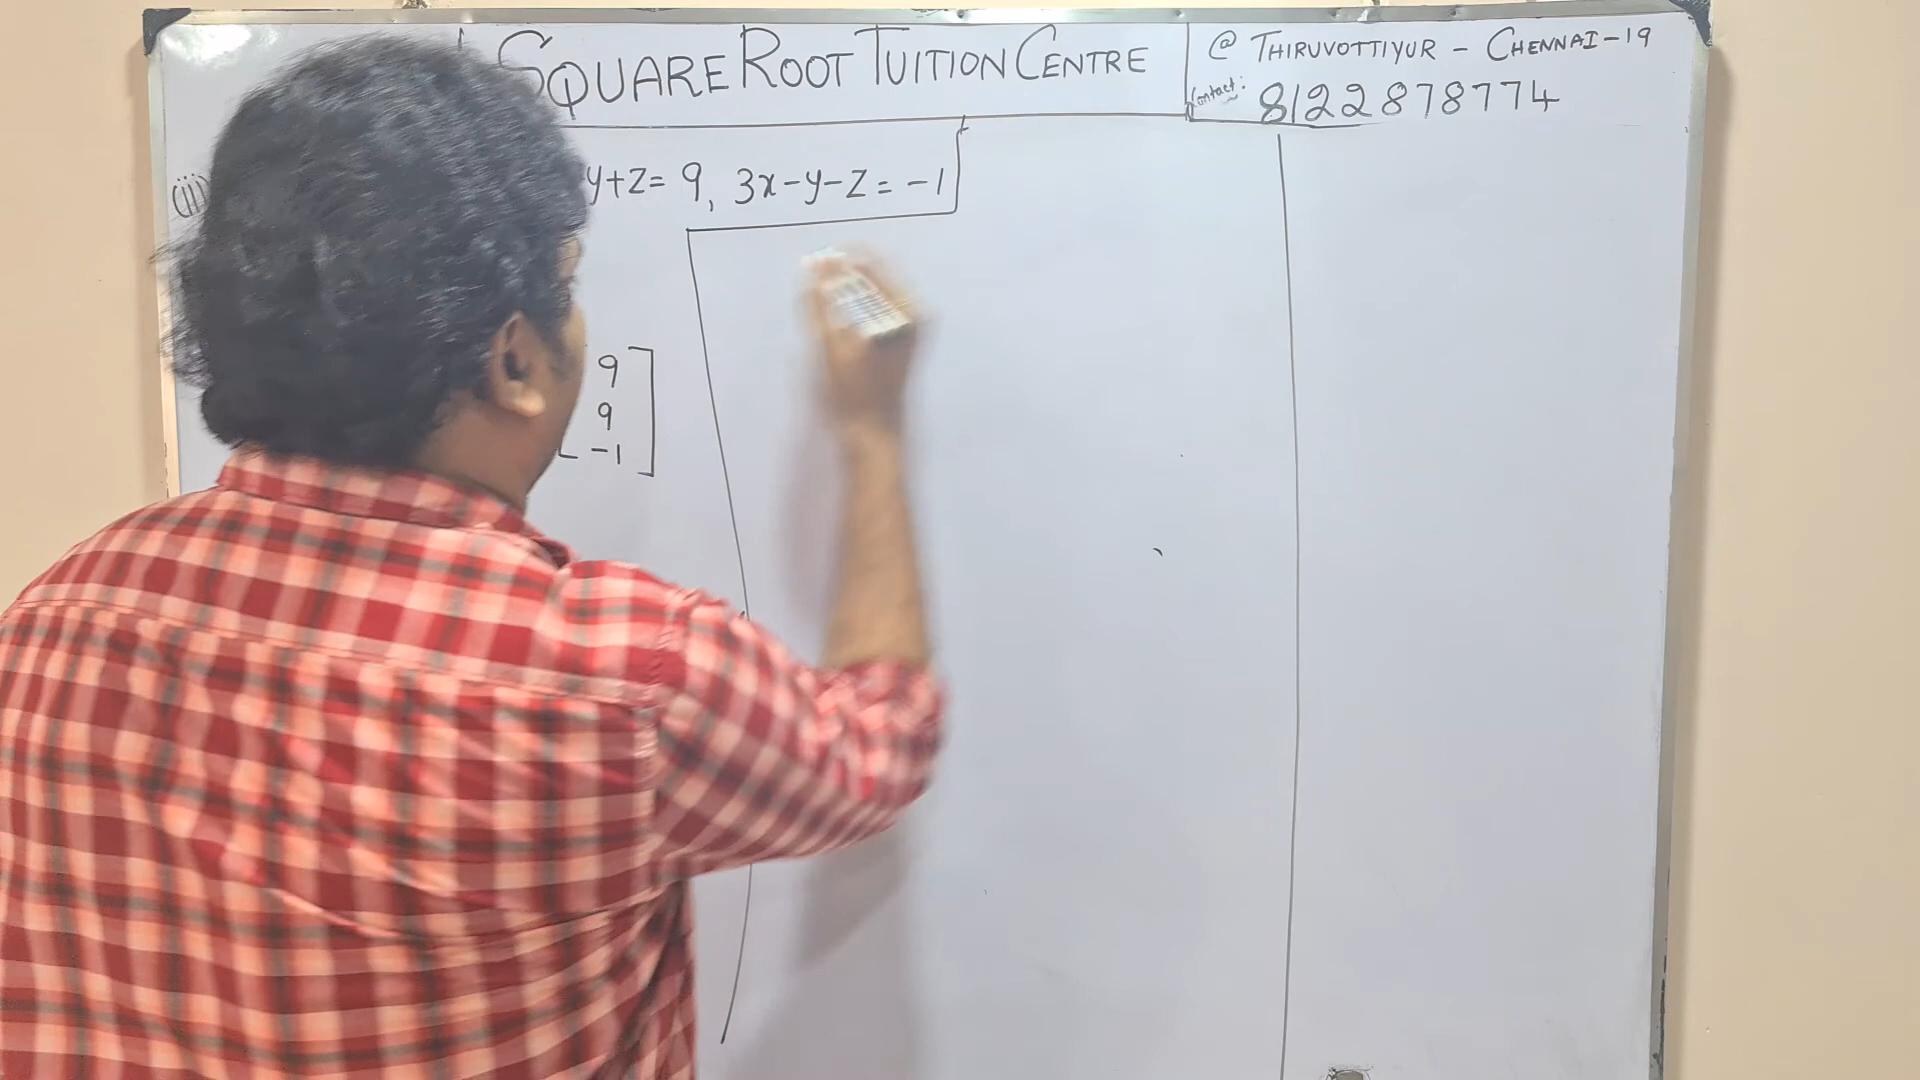 SQUARE ROOT TUITION CENTRE
@ THIRUVOTTIYUR - CHENNAI-19
Contact:
8122878774
(ii) y+z= 9, 3x-y-z = -1
9
9
-1